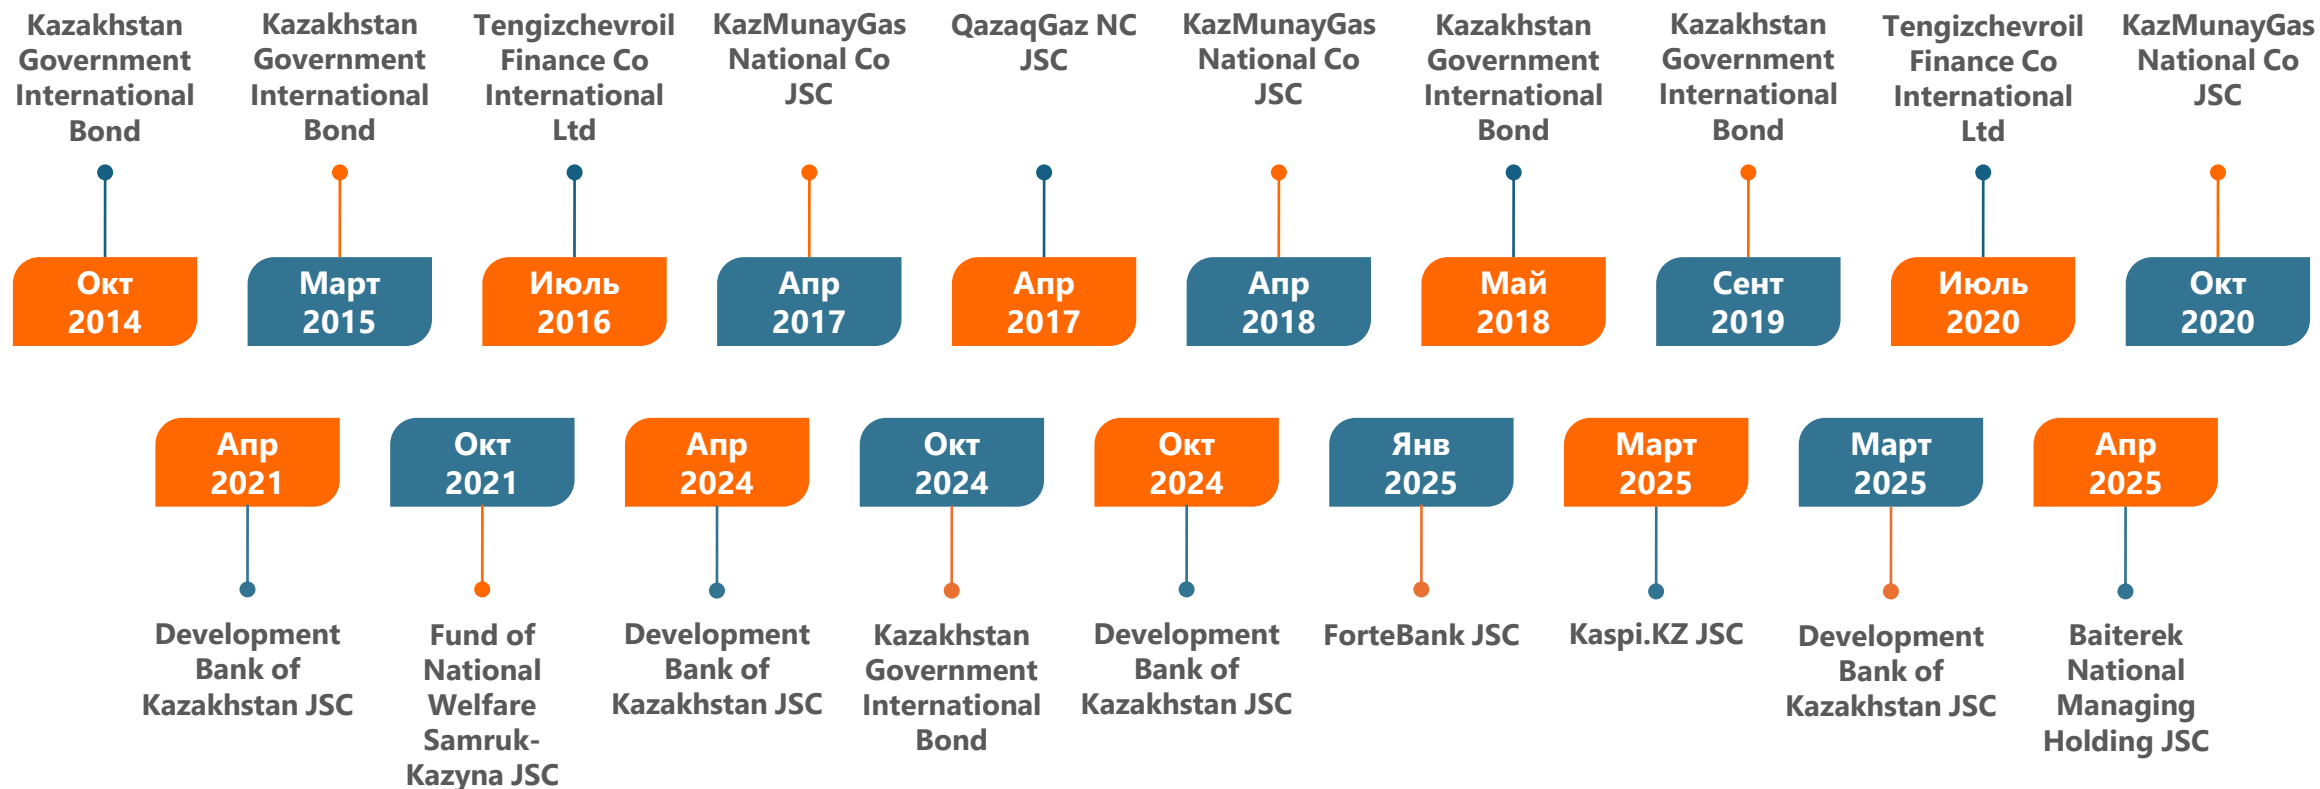 Kazakhstan
Government
International
Bond
Kazakhstan
Government
International
Bond
Tengizchevroil
Finance Co
International
Ltd
KazMunayGas
National Co
JSC
QazaqGaz NC
JSC
KazMunayGas
National Co
JSC
Kazakhstan
Government
International
Bond
Kazakhstan
Government
International
Bond
Tengizchevroil
Finance Co
International
Ltd
KazMunayGas
National Co
JSC
Окт
2014
Март
2015
Июль
2016
Апр
2017
Апр
2017
Апр
2018
Май
2018
Сент
2019
Июль
2020
Окт
2020
Апр
2021
Окт
2021
Апр
2024
Окт
2024
Окт
2024
Янв
2025
Март
2025
Март
2025
Апр
2025
Development
Bank of
Kazakhstan JSC
Fund of
National
Welfare
Samruk-
Kazyna JSC
Development
Bank of
Kazakhstan JSC
Kazakhstan
Government
International
Bond
Development
Bank of
Kazakhstan JSC
ForteBank JSC
Kaspi.KZ JSC
Development
Bank of
Kazakhstan JSC
Baiterek
National
Managing
Holding JSC